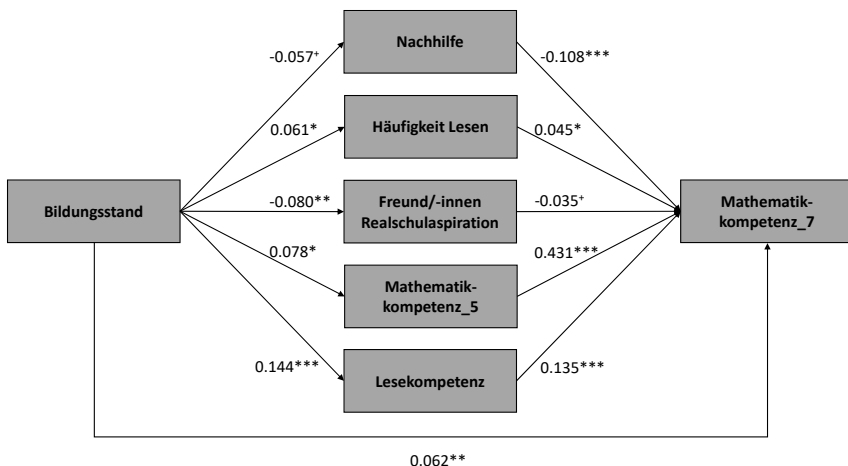 Nachhilfe
-0.057⁺
-0.108***
Häufigkeit Lesen
0.061*
0.045*
Bildungsstand
-0.080**
Freund/-innen
Realschulaspiration
-0.035⁺
Mathematik-
kompetenz_7
0.078*
0.431***
Mathematik-
kompetenz_5
0.144***
Lesekompetenz
0.135***
0.062**